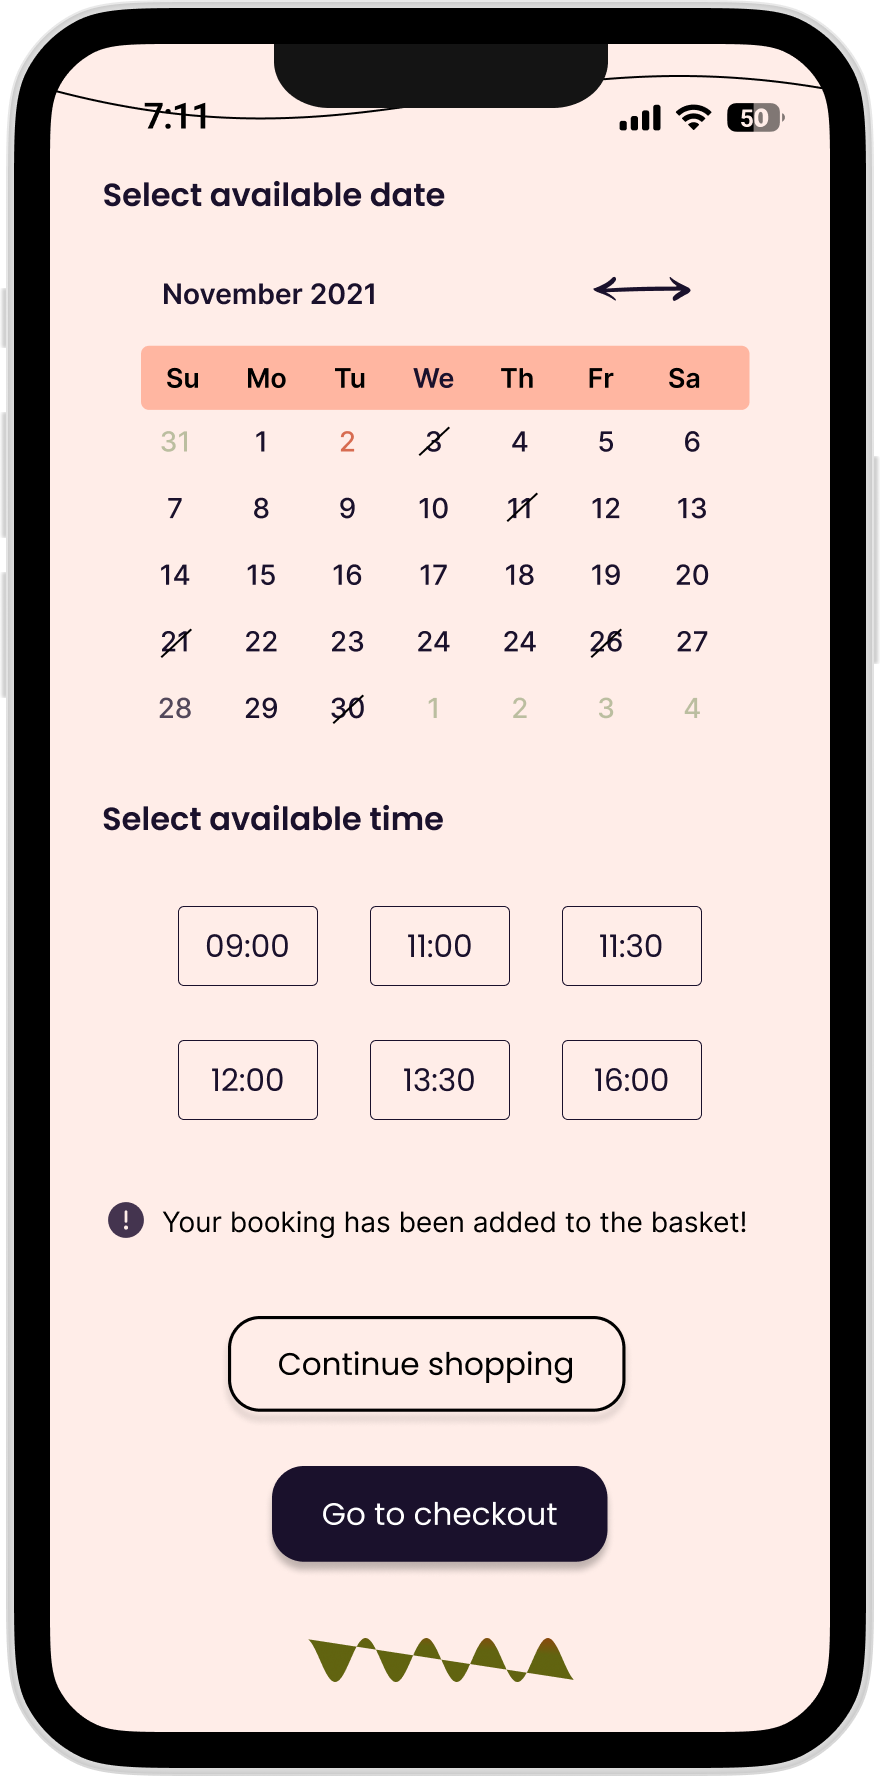 7:11 50
Select available date
November 2021
Su Mo Tu We Th Fr Sa
31 1 2 3 4 5 6
7 8 9 10 11 12 13
14 15 16 17 18 19 20
21 22 23 24 24 26 27
28 29 30 1 2 3 4
Select available time
09:00 11:00 11:30
12:00 13:30 16:00
! Your booking has been added to the basket!
Continue shopping
Go to checkout